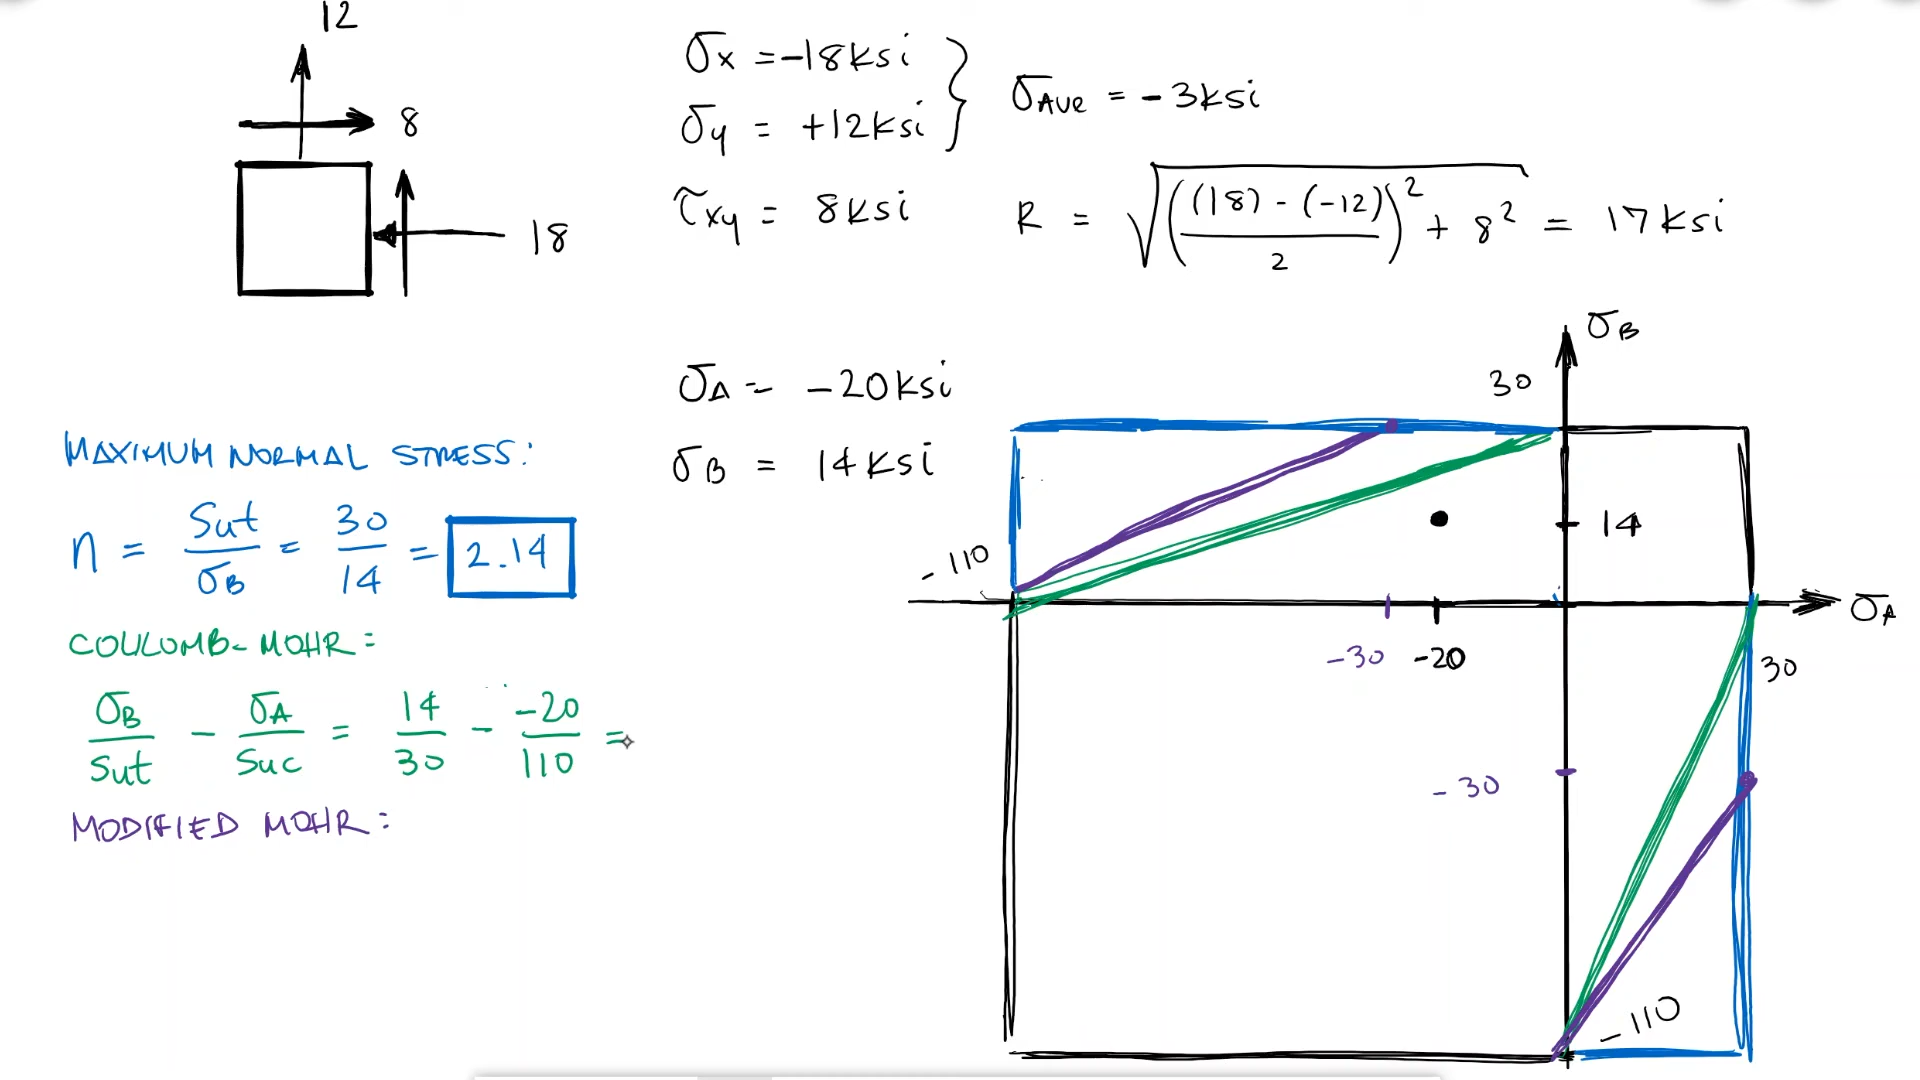 12
8
18
σx = -18ksi
σy = +12ksi
σAve = -3ksi
τxy = 8ksi
R = √(((18) - (-12))/2)² + 8² = 17ksi
σA = -20ksi
σB = 14ksi
MAXIMUM NORMAL STRESS:
n = Sut/σB = 30/14 = 2.14
COULOMB-MOHR:
σB/Sut - σA/Suc = 14/30 - -20/110 =
MODIFIED MOHR:
σB
30
14
-110
σA
-30
-20
30
-30
-110